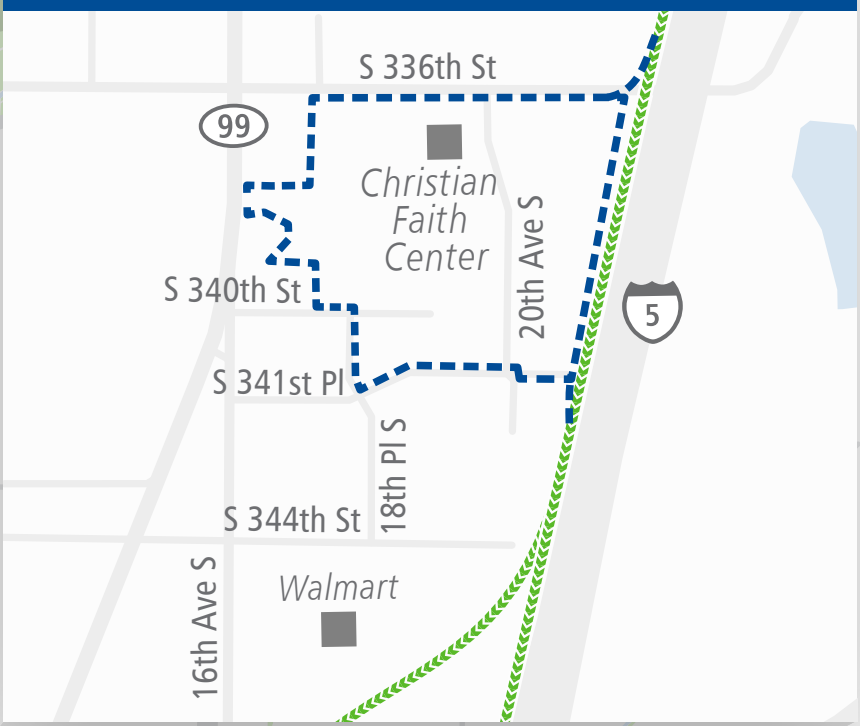 S 336th St
99
Christian
Faith
Center
20th Ave S
S 340th St
5
S 341st Pl
18th Pl S
S 344th St
16th Ave S
Walmart